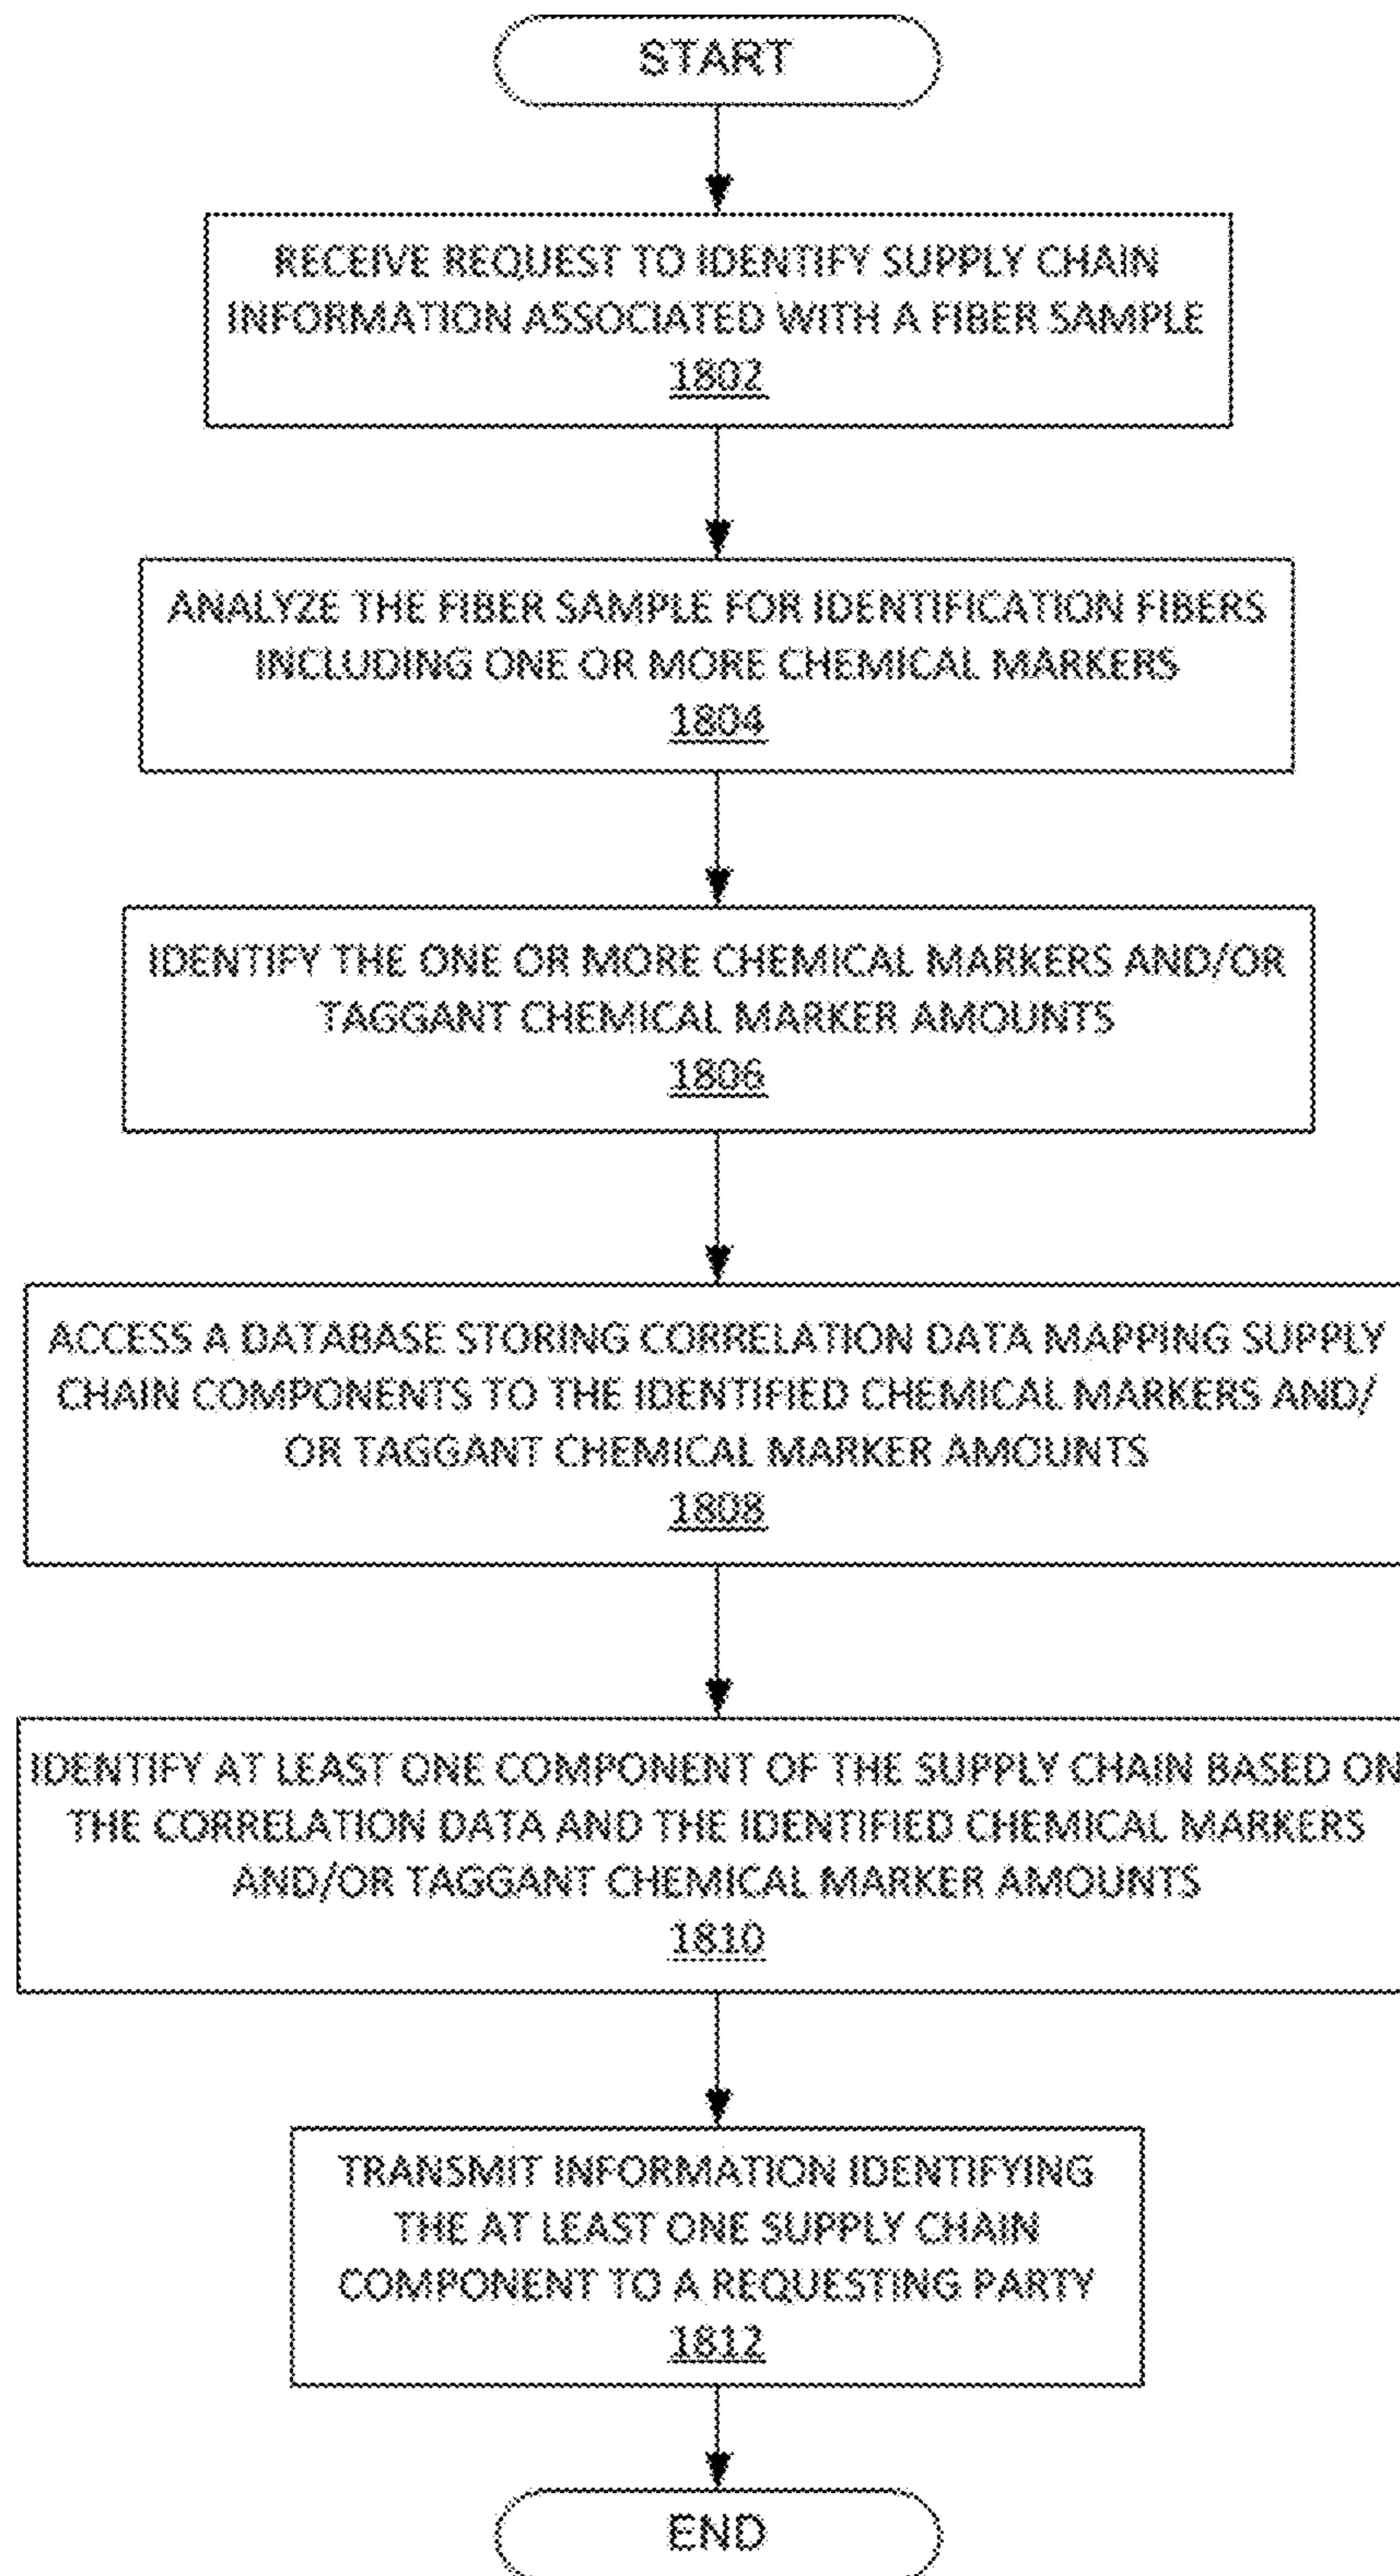 START
RECEIVE REQUEST TO IDENTIFY SUPPLY CHAIN
INFORMATION ASSOCIATED WITH A FIBER SAMPLE
1802
ANALYZE THE FIBER SAMPLE FOR IDENTIFICATION FIBERS
INCLUDING ONE OR MORE CHEMICAL MARKERS
1804
IDENTIFY THE ONE OR MORE CHEMICAL MARKERS AND/OR
TAGGANT CHEMICAL MARKER AMOUNTS
1806
ACCESS A DATABASE STORING CORRELATION DATA MAPPING SUPPLY
CHAIN COMPONENTS TO THE IDENTIFIED CHEMICAL MARKERS AND/
OR TAGGANT CHEMICAL MARKER AMOUNTS
1808
IDENTIFY AT LEAST ONE COMPONENT OF THE SUPPLY CHAIN BASED ON
THE CORRELATION DATA AND THE IDENTIFIED CHEMICAL MARKERS
AND/OR TAGGANT CHEMICAL MARKER AMOUNTS
1810
TRANSMIT INFORMATION IDENTIFYING
THE AT LEAST ONE SUPPLY CHAIN
COMPONENT TO A REQUESTING PARTY
1812
END